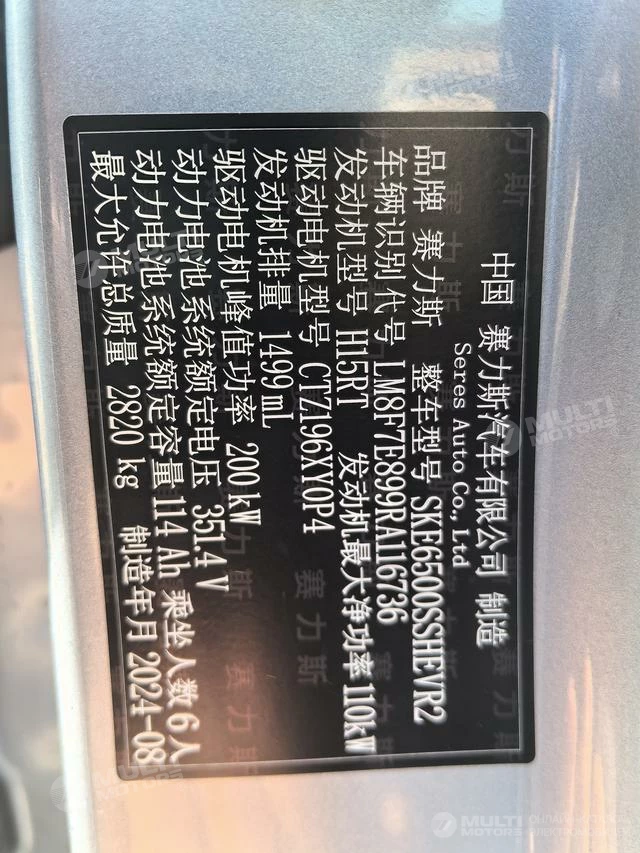 中国 赛力斯汽车有限公司 制造
Seres Auto Co., Ltd
品牌 赛力斯 整车型号 SKE6500SSHEVR2
车辆识别代号 LM8F7E899RA116736
发动机型号 H15RT 发动机最大净功率 110kW
驱动电机型号 CTZ196XY0P4
发动机排量 1499 mL
驱动电机峰值功率 200 kW
动力电池系统额定电压 351.4 V
动力电池系统额定容量 114 Ah 乘坐人数 6人
最大允许总质量 2820 kg 制造年月 2024-08
MULTI MOTORS